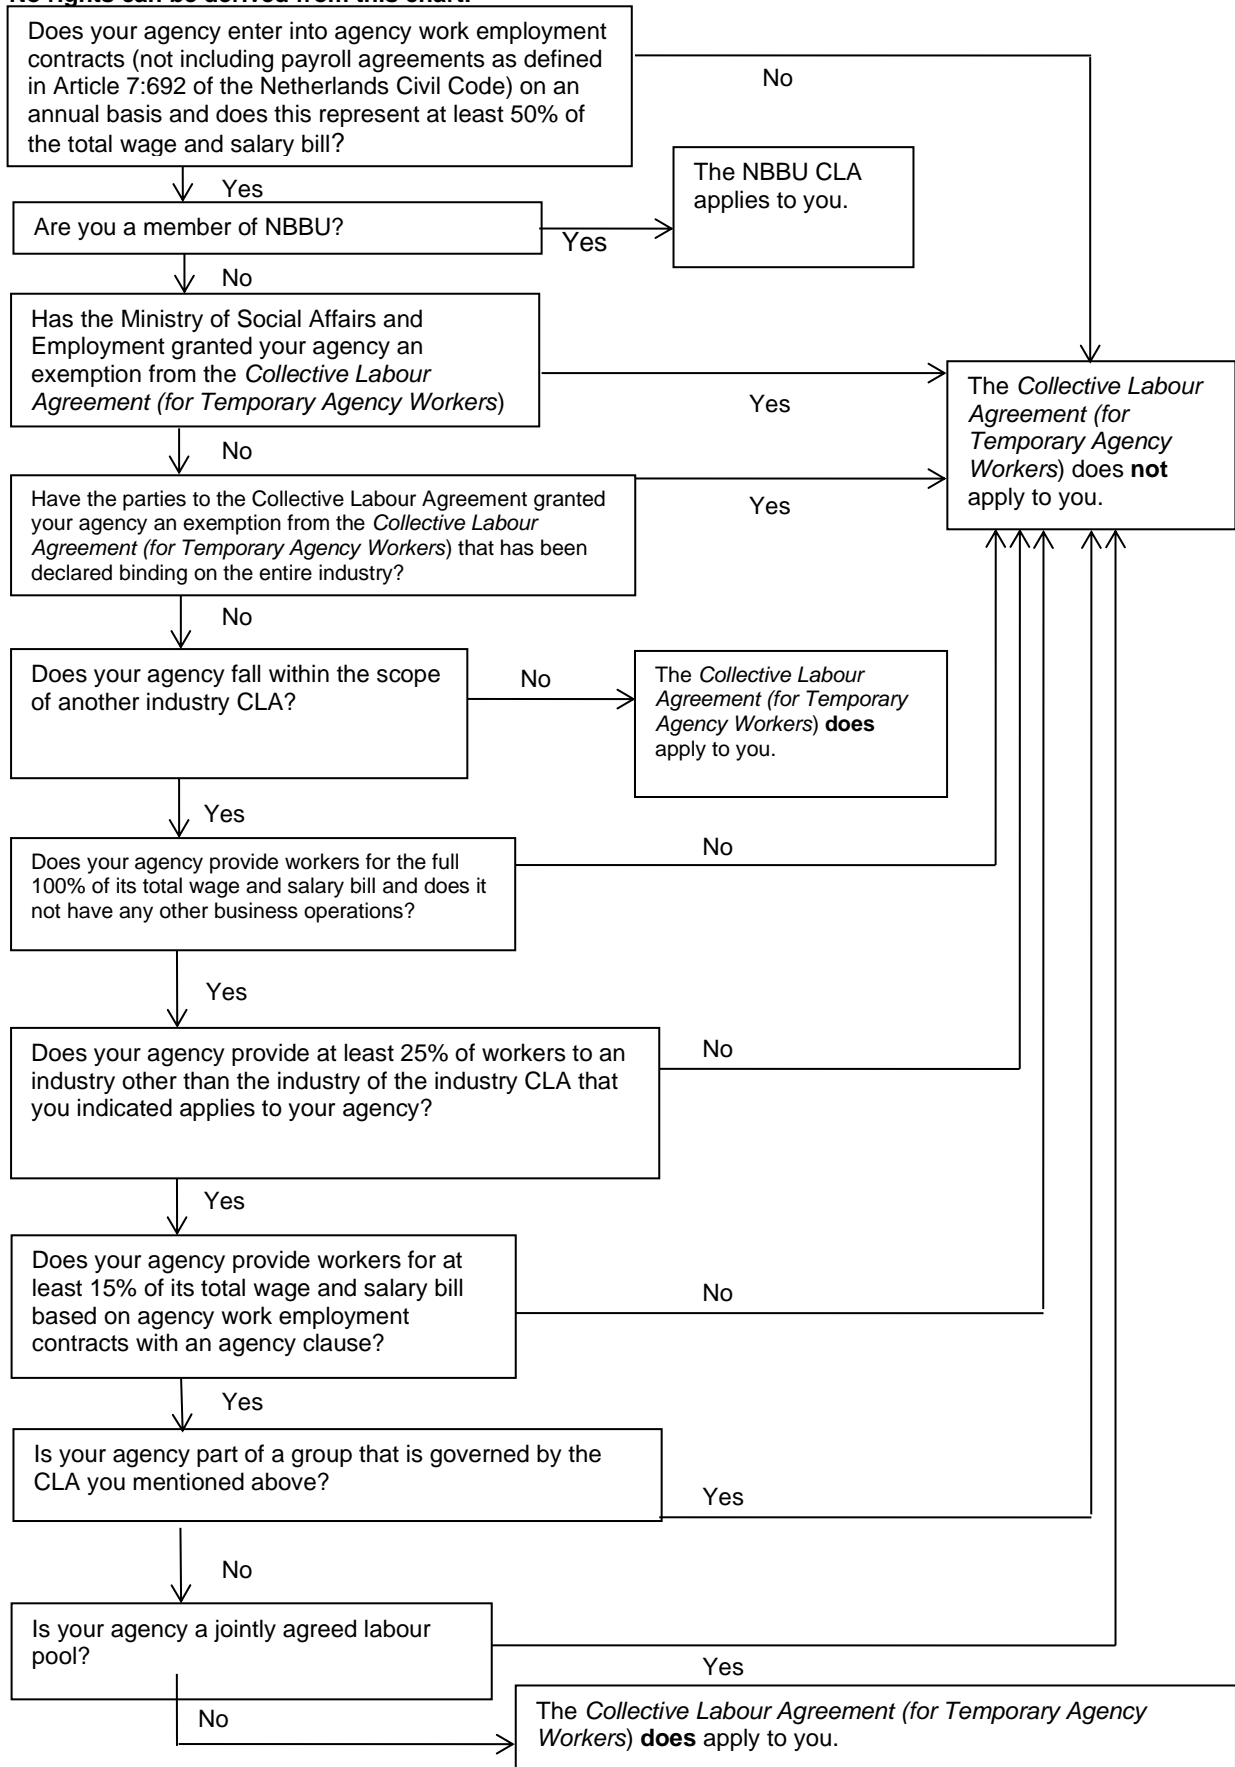 No rights can be derived from this chart.
Does your agency enter into agency work employment
contracts (not including payroll agreements as defined
in Article 7:692 of the Netherlands Civil Code) on an
annual basis and does this represent at least 50% of
the total wage and salary bill?
No
Yes
The NBBU CLA
applies to you.
Are you a member of NBBU?
Yes
No
Has the Ministry of Social Affairs and
Employment granted your agency an
exemption from the Collective Labour
Agreement (for Temporary Agency Workers)
Yes
The Collective Labour
Agreement (for
Temporary Agency
Workers) does not
apply to you.
No
Have the parties to the Collective Labour Agreement granted
your agency an exemption from the Collective Labour
Agreement (for Temporary Agency Workers) that has been
declared binding on the entire industry?
Yes
No
Does your agency fall within the scope
of another industry CLA?
No
The Collective Labour
Agreement (for Temporary
Agency Workers) does
apply to you.
Yes
Does your agency provide workers for the full
100% of its total wage and salary bill and does it
not have any other business operations?
No
Yes
Does your agency provide at least 25% of workers to an
industry other than the industry of the industry CLA that
you indicated applies to your agency?
No
Yes
Does your agency provide workers for at
least 15% of its total wage and salary bill
based on agency work employment
contracts with an agency clause?
No
Yes
Is your agency part of a group that is governed by the
CLA you mentioned above?
Yes
No
Is your agency a jointly agreed labour
pool?
Yes
No
The Collective Labour Agreement (for Temporary Agency
Workers) does apply to you.